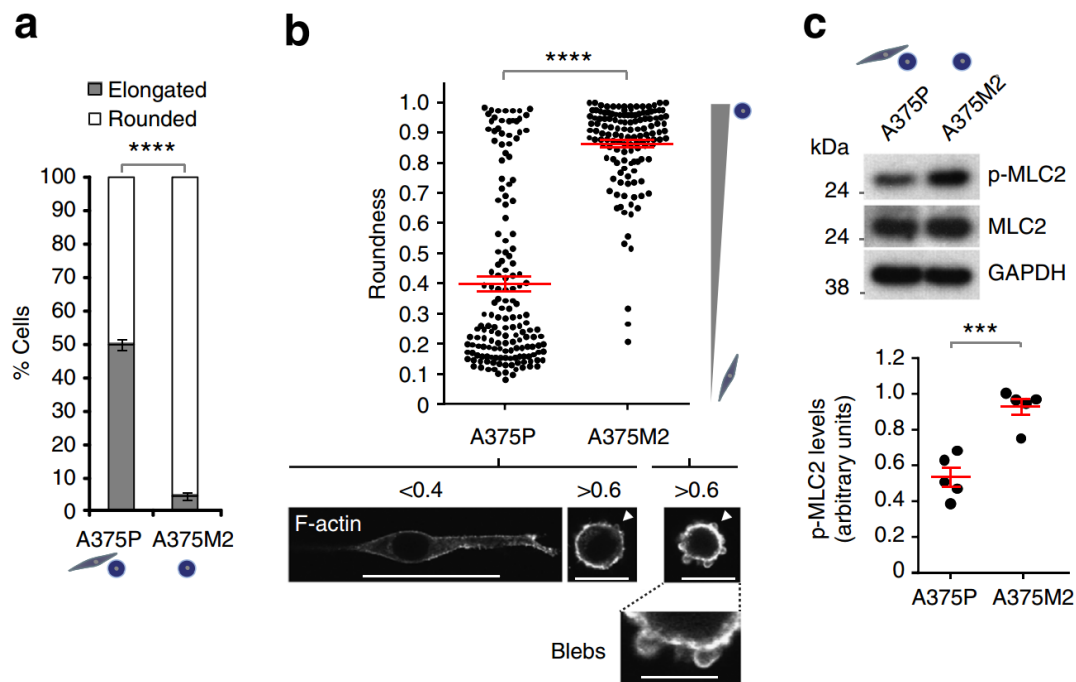 a
Elongated
Rounded
****
% Cells
100
90
80
70
60
50
40
30
20
10
0
A375P A375M2
b
****
Roundness
1.0
0.9
0.8
0.7
0.6
0.5
0.4
0.3
0.2
0.1
0
A375P A375M2
<0.4 >0.6 >0.6
F-actin
Blebs
c
A375P A375M2
kDa
24 p-MLC2
24 MLC2
38 GAPDH
***
p-MLC2 levels
(arbitrary units)
1.2
1.0
0.8
0.6
0.4
0.2
0
A375P A375M2